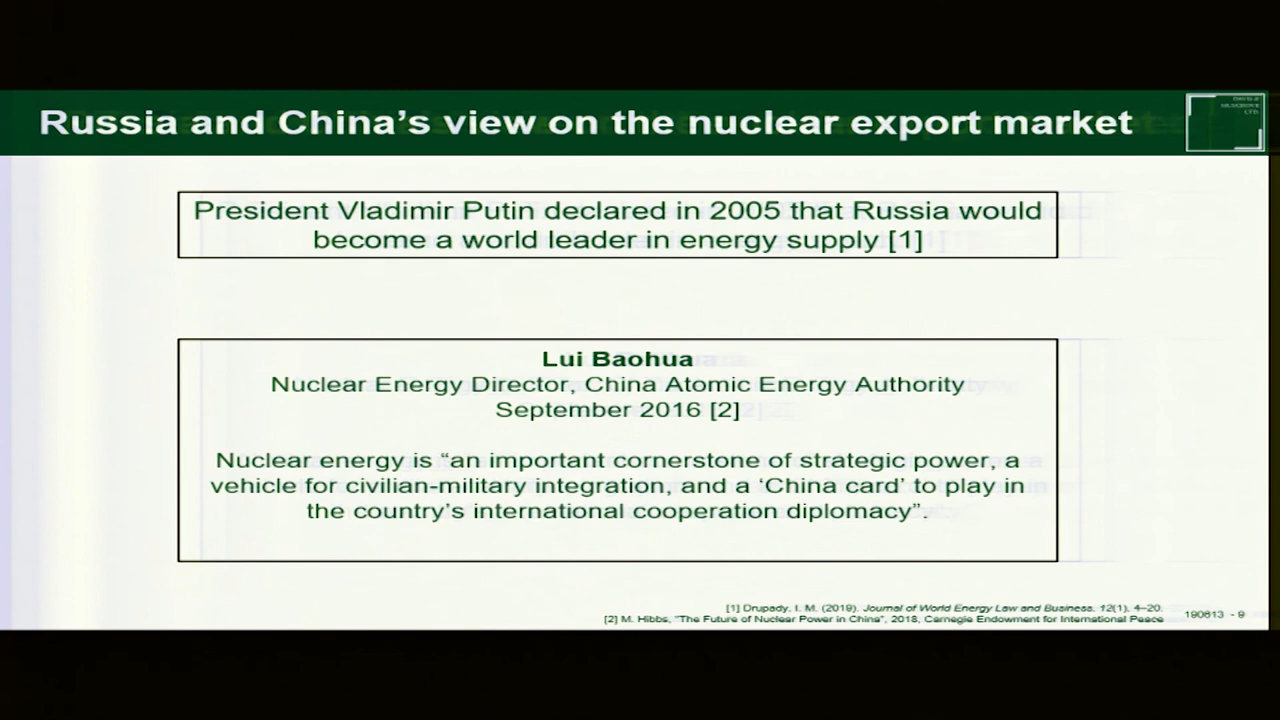 Russia and China's view on the nuclear export market
DAVIS &
MUSGROVE
LTD.
President Vladimir Putin declared in 2005 that Russia would
become a world leader in energy supply [1]
Lui Baohua
Nuclear Energy Director, China Atomic Energy Authority
September 2016 [2]
Nuclear energy is “an important cornerstone of strategic power, a
vehicle for civilian-military integration, and a ‘China card’ to play in
the country’s international cooperation diplomacy”.
[1] Drupady, I. M. (2019). Journal of World Energy Law and Business, 12(1), 4–20.
[2] M. Hibbs, “The Future of Nuclear Power in China”, 2018, Carnegie Endowment for International Peace
190613 - 9